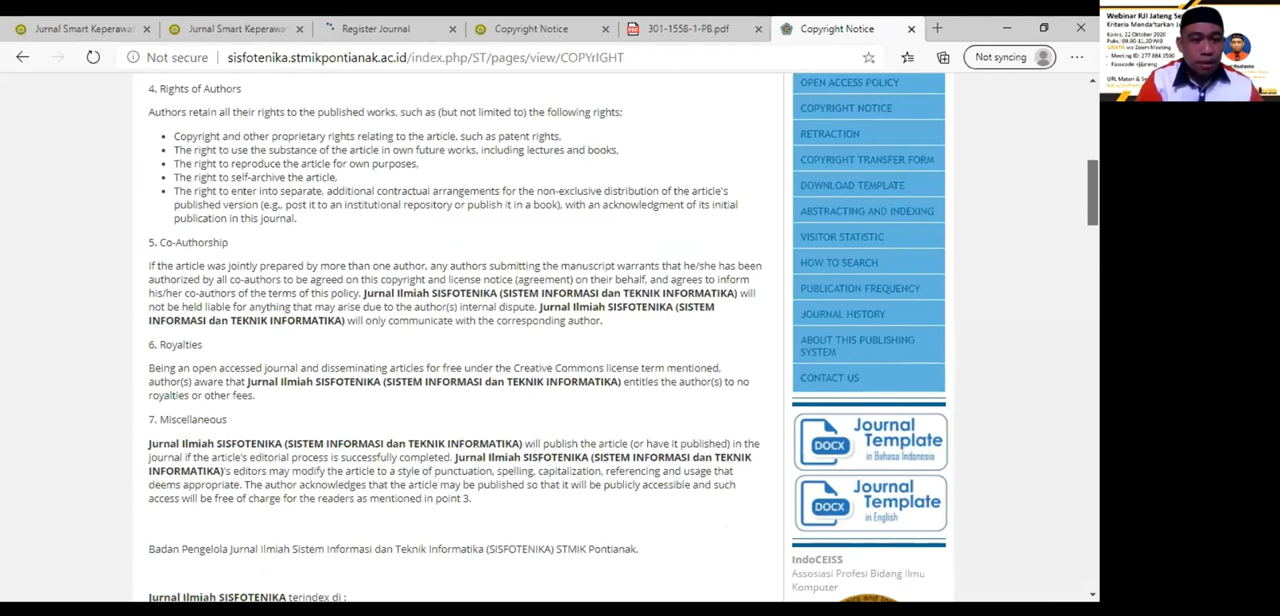 Jurnal Smart Keperawa
Jurnal Smart Keperawa
Register Journal
Copyright Notice
301-1558-1-PB.pdf
Copyright Notice
Not secure
sisfotenika.stmikpontianak.ac.id/index.php/ST/pages/view/COPYrIGHT
Not syncing
4. Rights of Authors
Authors retain all their rights to the published works, such as (but not limited to) the following rights:
• Copyright and other proprietary rights relating to the article, such as patent rights,
• The right to use the substance of the article in own future works, including lectures and books,
• The right to reproduce the article for own purposes,
• The right to self-archive the article,
• The right to enter into separate, additional contractual arrangements for the non-exclusive distribution of the article's
published version (e.g., post it to an institutional repository or publish it in a book), with an acknowledgment of its initial
publication in this journal.
5. Co-Authorship
If the article was jointly prepared by more than one author, any authors submitting the manuscript warrants that he/she has been
authorized by all co-authors to be agreed on this copyright and license notice (agreement) on their behalf, and agrees to inform
his/her co-authors of the terms of this policy. Jurnal Ilmiah SISFOTENIKA (SISTEM INFORMASI dan TEKNIK INFORMATIKA) will
not be held liable for anything that may arise due to the author(s) internal dispute. Jurnal Ilmiah SISFOTENIKA (SISTEM
INFORMASI dan TEKNIK INFORMATIKA) will only communicate with the corresponding author.
6. Royalties
Being an open accessed journal and disseminating articles for free under the Creative Commons license term mentioned,
author(s) aware that Jurnal Ilmiah SISFOTENIKA (SISTEM INFORMASI dan TEKNIK INFORMATIKA) entitles the author(s) to no
royalties or other fees.
7. Miscellaneous
Jurnal Ilmiah SISFOTENIKA (SISTEM INFORMASI dan TEKNIK INFORMATIKA) will publish the article (or have it published) in the
journal if the article's editorial process is successfully completed. Jurnal Ilmiah SISFOTENIKA (SISTEM INFORMASI dan TEKNIK
INFORMATIKA)'s editors may modify the article to a style of punctuation, spelling, capitalization, referencing and usage that
deems appropriate. The author acknowledges that the article may be published so that it will be publicly accessible and such
access will be free of charge for the readers as mentioned in point 3.
Badan Pengelola Jurnal Ilmiah Sistem Informasi dan Teknik Informatika (SISFOTENIKA) STMIK Pontianak.
Jurnal Ilmiah SISFOTENIKA terindex di :
OPEN ACCESS POLICY
COPYRIGHT NOTICE
RETRACTION
COPYRIGHT TRANSFER FORM
DOWNLOAD TEMPLATE
ABSTRACTING AND INDEXING
VISITOR STATISTIC
HOW TO SEARCH
PUBLICATION FREQUENCY
JOURNAL HISTORY
ABOUT THIS PUBLISHING
SYSTEM
CONTACT US
DOCX
Journal
Template
in Bahasa Indonesia
DOCX
Journal
Template
in English
IndoCEISS
Assosiasi Profesi Bidang Ilmu
Komputer
Webinar RJI Jateng
Kriteria Mendaftarkan
Kamis, 22 Oktober 2020